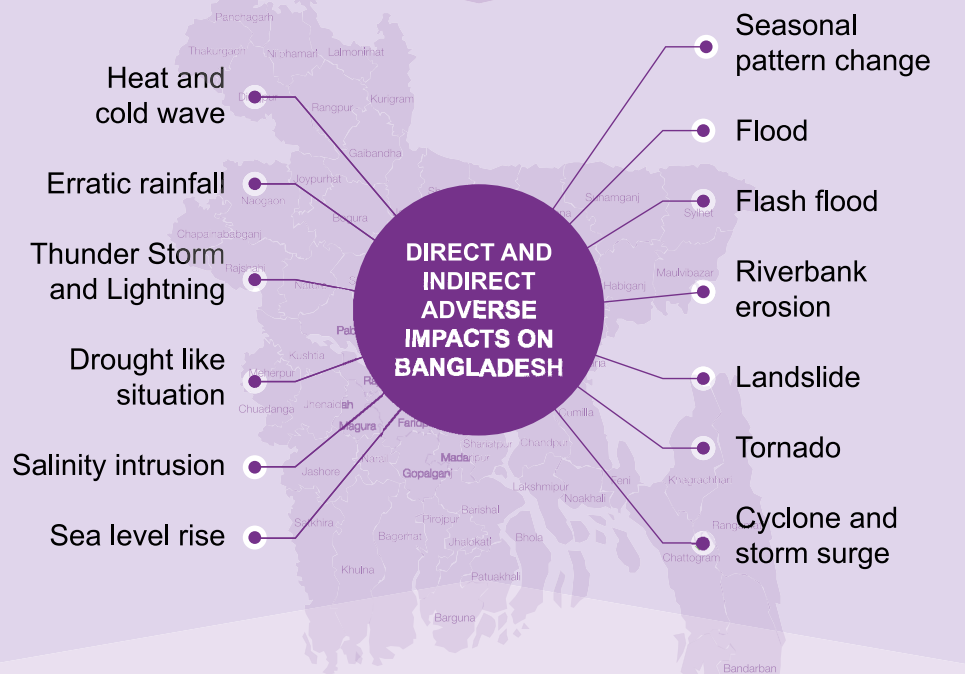 Panchagarh
Thakurgaon
Nilphamari
Lalmonirhat
Rangpur
Kurigram
Gaibandha
Joypurhat
Naogaon
Bogura
Chapainababganj
Rajshahi
Sunamganj
Sylhet
Maulvibazar
Habiganj
Kushtia
Meherpur
Chuadanga
Jhenaidah
Magura
Cumilla
Shariatpur
Chandpur
Gopalganj
Jashore
Lakshmipur
Noakhali
Feni
Khagrachhari
Satkhira
Pirojpur
Barishal
Bagerhat
Jhalokati
Bhola
Chattogram
Khulna
Patuakhali
Barguna
Bandarban
Heat and
cold wave
Erratic rainfall
Thunder Storm
and Lightning
Drought like
situation
Salinity intrusion
Sea level rise
DIRECT AND
INDIRECT
ADVERSE
IMPACTS ON
BANGLADESH
Seasonal
pattern change
Flood
Flash flood
Riverbank
erosion
Landslide
Tornado
Cyclone and
storm surge